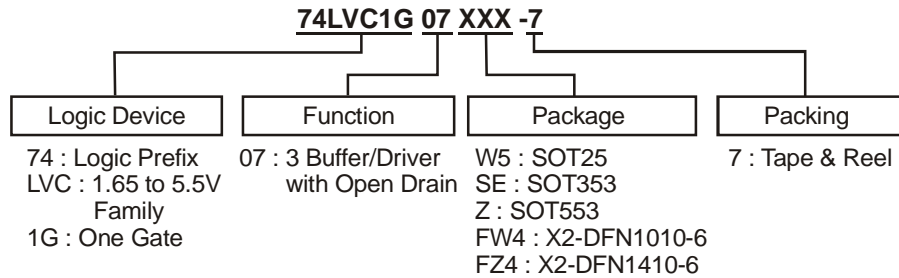 74LVC1G 07 XXX -7
Logic Device
Function
Package
Packing
74 : Logic Prefix
LVC : 1.65 to 5.5V
Family
1G : One Gate
07 : 3 Buffer/Driver
with Open Drain
W5 : SOT25
SE : SOT353
Z : SOT553
FW4 : X2-DFN1010-6
FZ4 : X2-DFN1410-6
7 : Tape & Reel